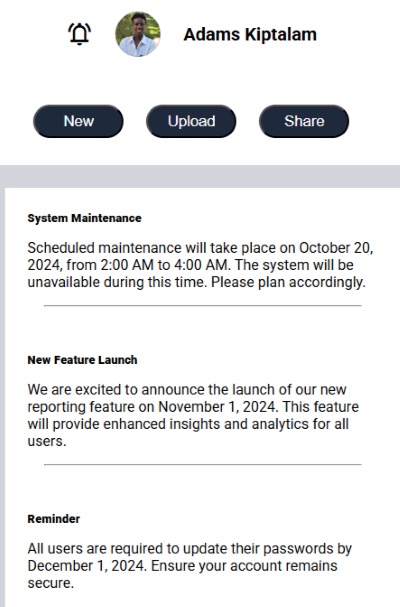 Adams Kiptalam
New
Upload
Share
System Maintenance
Scheduled maintenance will take place on October 20,
2024, from 2:00 AM to 4:00 AM. The system will be
unavailable during this time. Please plan accordingly.
New Feature Launch
We are excited to announce the launch of our new
reporting feature on November 1, 2024. This feature
will provide enhanced insights and analytics for all
users.
Reminder
All users are required to update their passwords by
December 1, 2024. Ensure your account remains
secure.